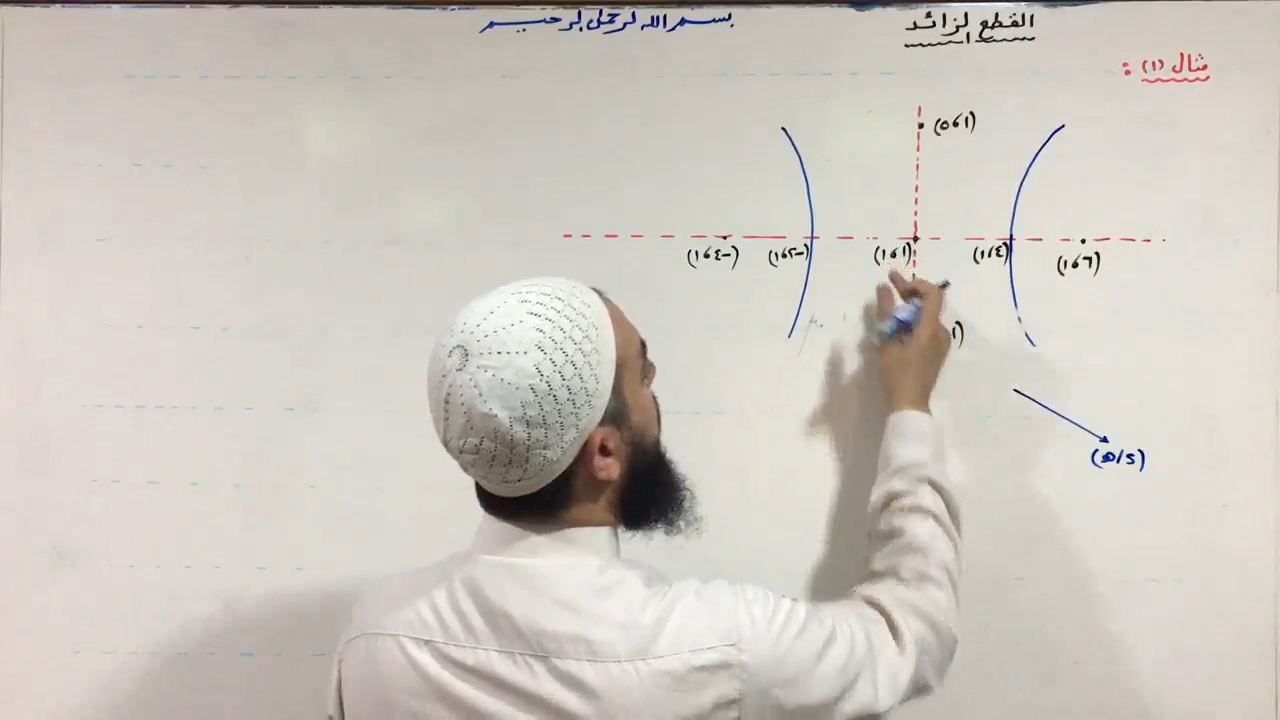 بسم الله الرحمن الرحيم
القطع الزائد
مثال (١) :
(١،٥)
(٦،١)
(٤،١)
(١،١)
(-٢،١)
(-٤،١)
(د/هـ)